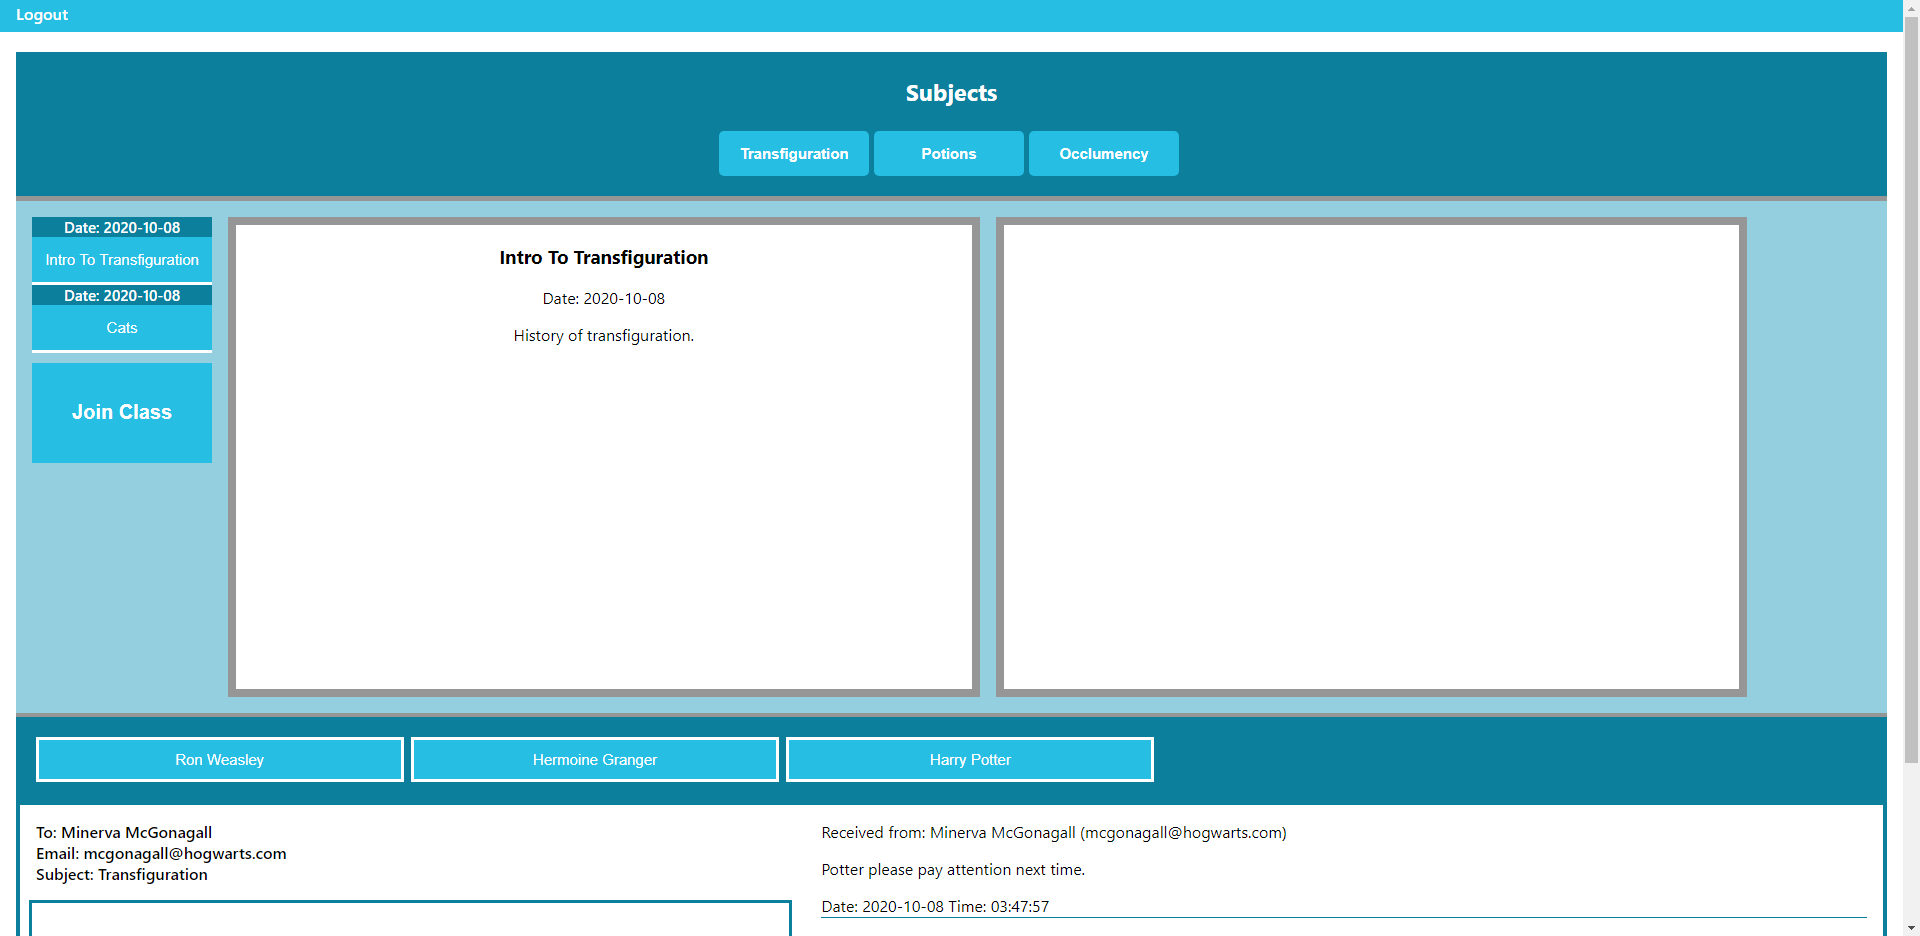 Logout
Subjects
Transfiguration
Potions
Occlumency
Date: 2020-10-08
Intro To Transfiguration
Date: 2020-10-08
Cats
Join Class
Intro To Transfiguration
Date: 2020-10-08
History of transfiguration.
Ron Weasley
Hermoine Granger
Harry Potter
To: Minerva McGonagall
Email: mcgonagall@hogwarts.com
Subject: Transfiguration
Received from: Minerva McGonagall (mcgonagall@hogwarts.com)
Potter please pay attention next time.
Date: 2020-10-08 Time: 03:47:57